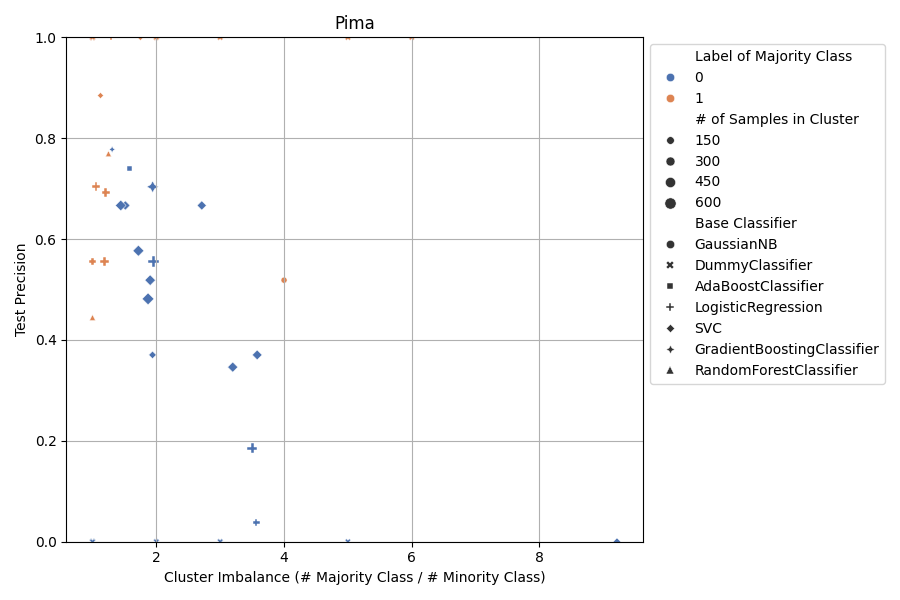 Pima
1.0
0.8
0.6
0.4
0.2
0.0
Test Precision
2
4
6
8
Cluster Imbalance (# Majority Class / # Minority Class)
Label of Majority Class
0
1
# of Samples in Cluster
150
300
450
600
Base Classifier
GaussianNB
DummyClassifier
AdaBoostClassifier
LogisticRegression
SVC
GradientBoostingClassifier
RandomForestClassifier